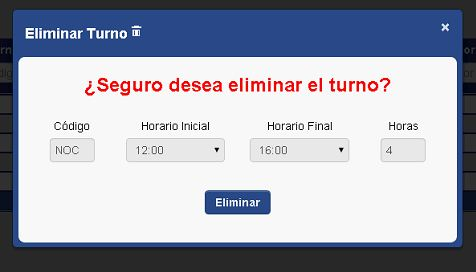 Eliminar Turno
×
¿Seguro desea eliminar el turno?
Código Horario Inicial Horario Final Horas
NOC 12:00 16:00 4
Eliminar